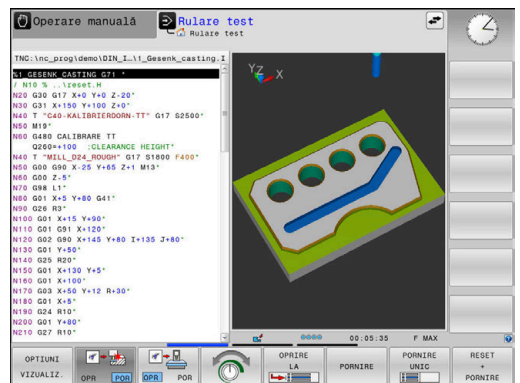 Operare manuală
Rulare test
Rulare test
TNC:\nc_prog\demo\DIN_I…\1_Gesenk_casting.I
%1_GESENK_CASTING G71 *
/ N10 % ..\reset.H
N20 G30 G17 X+0 Y+0 Z-20*
N30 G31 X+150 Y+100 Z+0*
N40 T "C40-KALIBRIERDORN-TT" G17 S2500*
N50 M19*
N60 G480 CALIBRARE TT
Q260=+100 ;CLEARANCE HEIGHT*
N40 T "MILL_D24_ROUGH" G17 S1800 F400*
N50 G00 G90 X-25 Y+65 Z+1 M13*
N60 G00 Z-5*
N70 G98 L1*
N80 G01 X+5 Y+80 G41*
N90 G26 R3*
N100 G01 X+15 Y+90*
N110 G01 G91 X+120*
N120 G02 G90 X+145 Y+80 I+135 J+80*
N130 G01 Y+50*
N140 G25 R20*
N150 G01 X+130 Y+5*
N160 G01 X+100*
N170 G03 X+50 Y+12 R+30*
N180 G01 X+5*
N190 G24 R10*
N200 G01 Y+80*
N210 G27 R10*
YZ X
00:05:35 F MAX
OPTIUNI
VIZUALIZ.
OPR POR
OPR POR
OPRIRE
LA
PORNIRE
PORNIRE
UNIC
RESET
+
PORNIRE